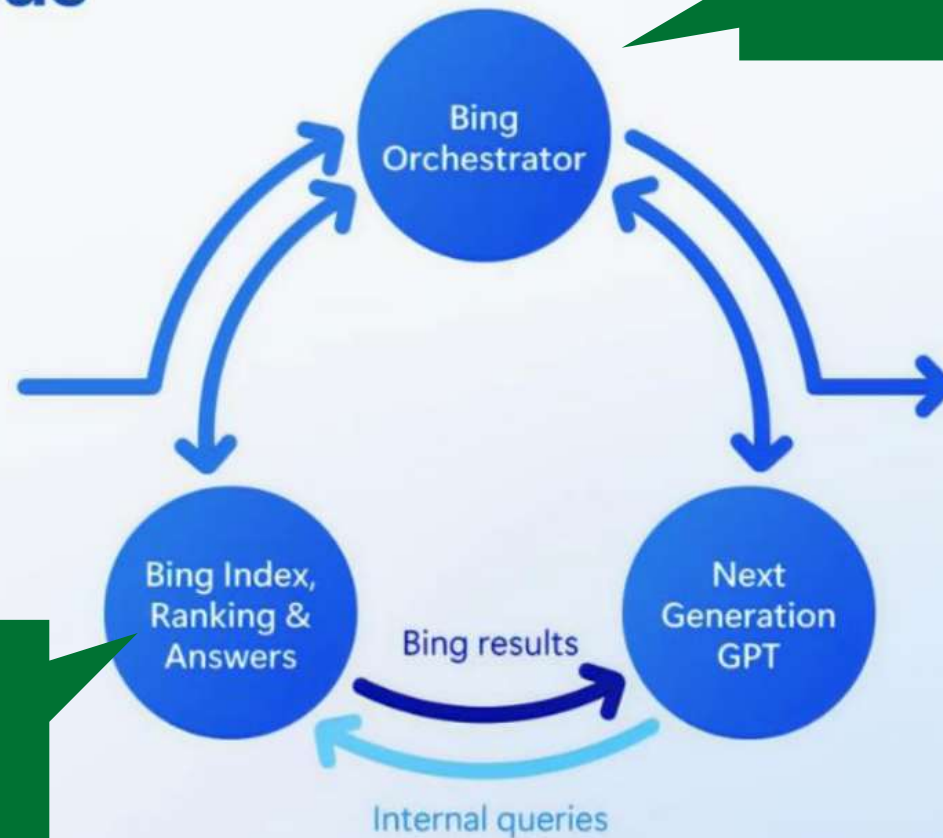 Bing
Orchestrator
Bing Index,
Ranking &
Answers
Next
Generation
GPT
Bing results
Internal queries